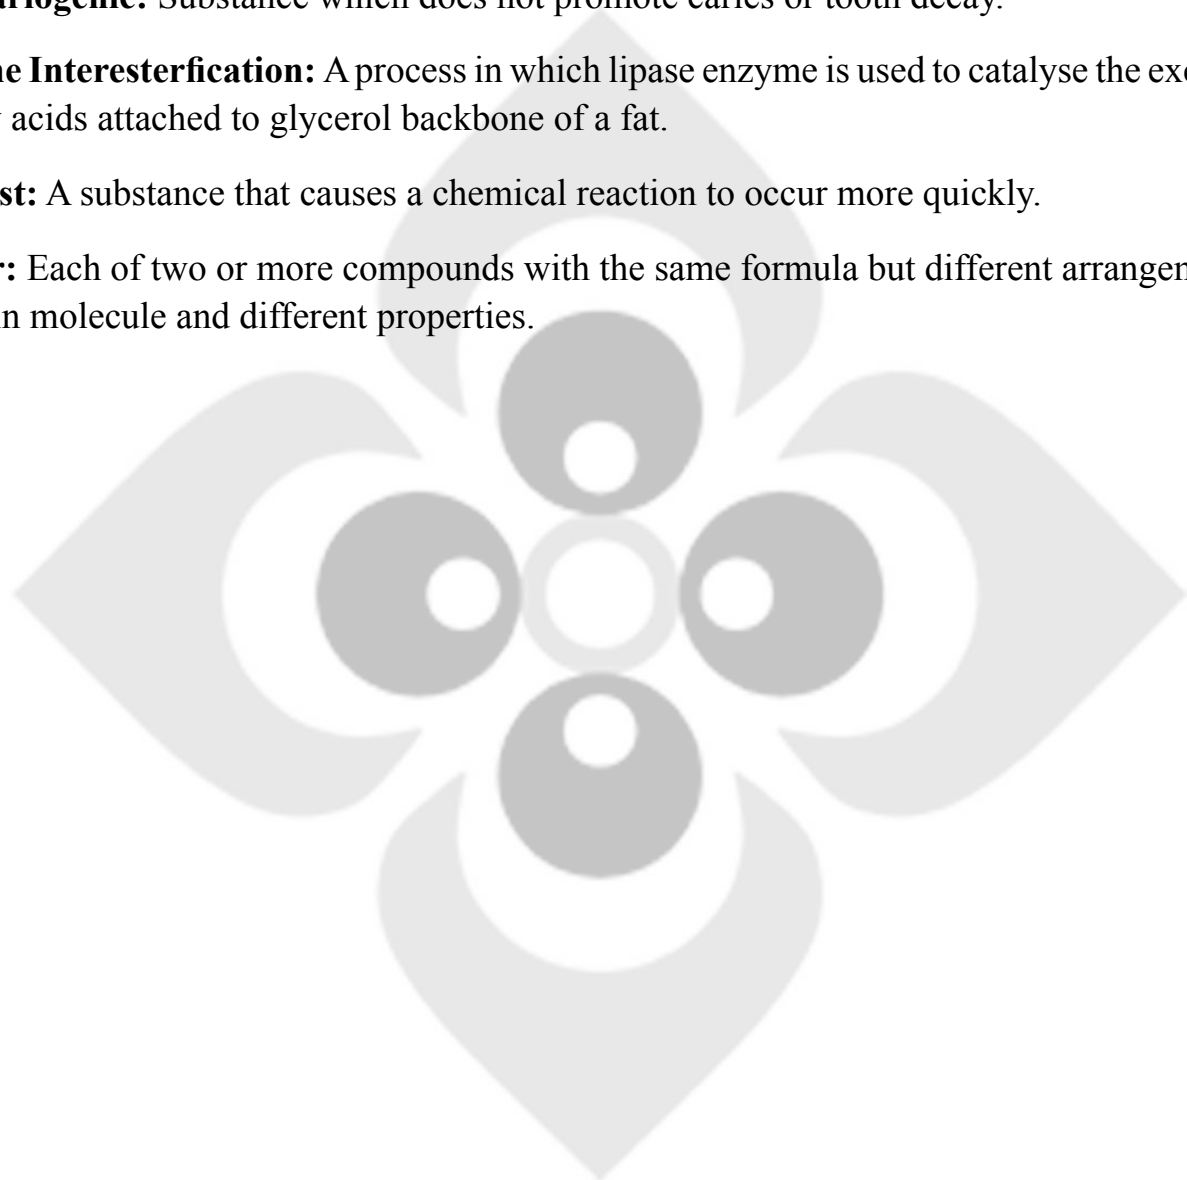 ariogenic: Substance which does not promote caries or tooth decay.
ne Interesterfication: A process in which lipase enzyme is used to catalyse the exc
y acids attached to glycerol backbone of a fat.
st: A substance that causes a chemical reaction to occur more quickly.
r: Each of two or more compounds with the same formula but different arrangen
in molecule and different properties.